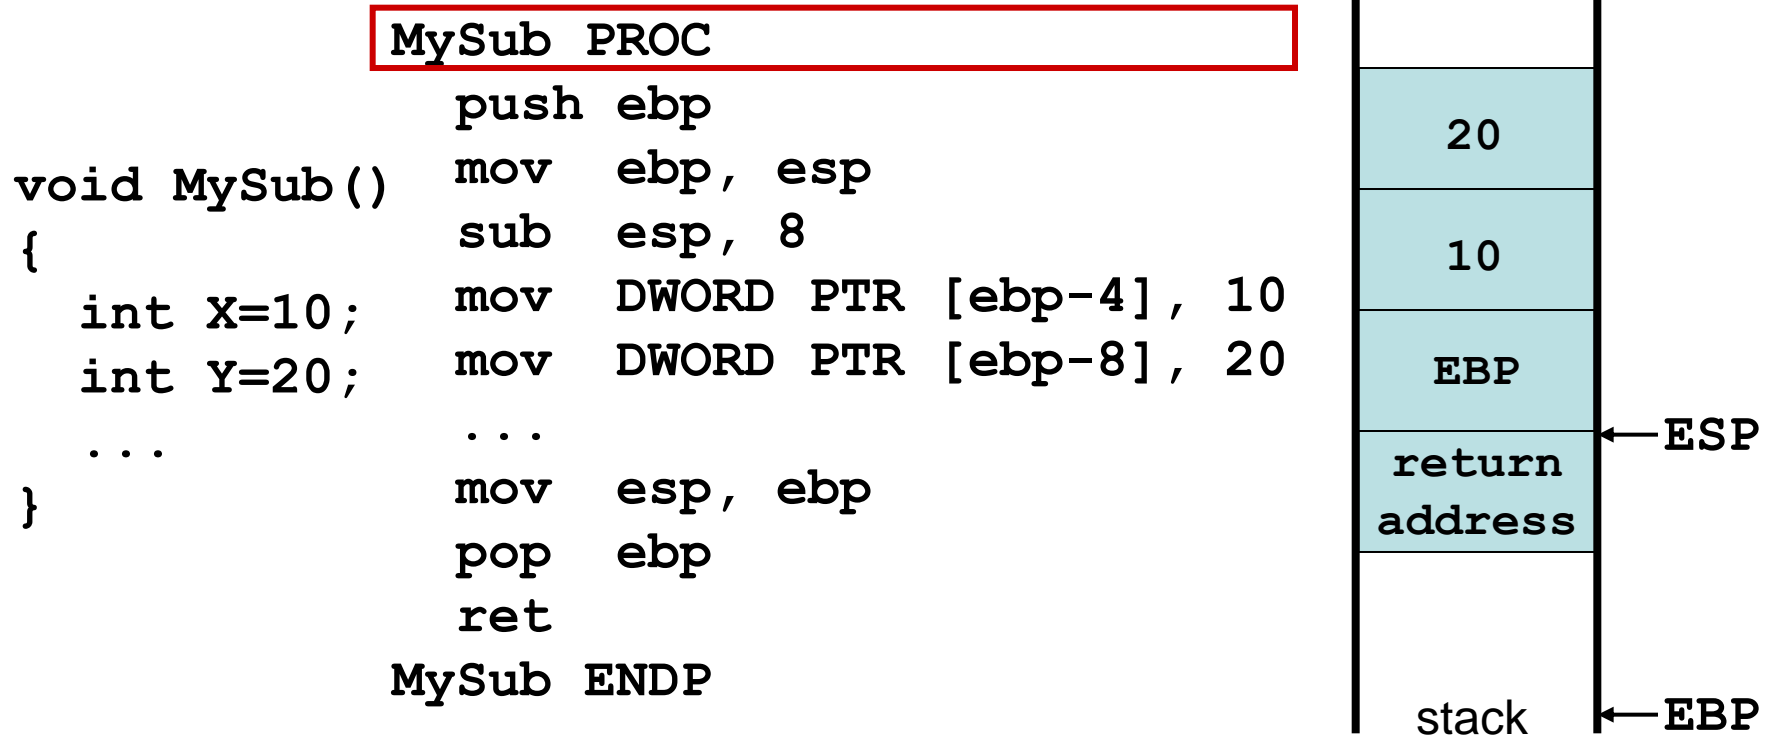 void MySub()
{
  int X=10;
  int Y=20;
  ...
}
MySub PROC
  push ebp
  mov  ebp, esp
  sub  esp, 8
  mov  DWORD PTR [ebp-4], 10
  mov  DWORD PTR [ebp-8], 20
  ...
  mov  esp, ebp
  pop  ebp
  ret
MySub ENDP
20
10
EBP
return
address
stack
ESP
EBP